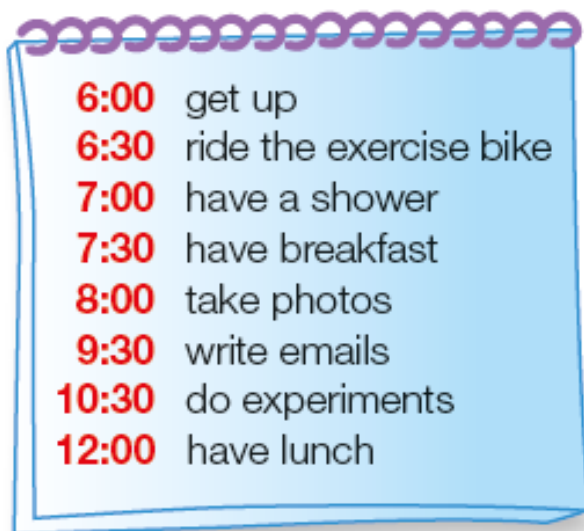 6:00 get up
6:30 ride the exercise bike
7:00 have a shower
7:30 have breakfast
8:00 take photos
9:30 write emails
10:30 do experiments
12:00 have lunch